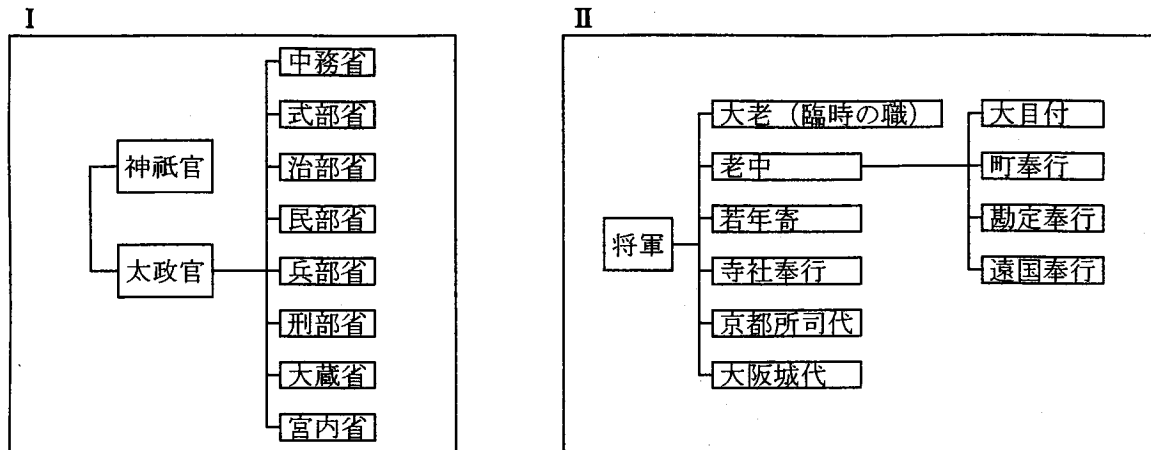 I
神祇官
太政官
中務省
式部省
治部省
民部省
兵部省
刑部省
大蔵省
宮内省
II
将軍
大老（臨時の職）
老中
若年寄
寺社奉行
京都所司代
大阪城代
大目付
町奉行
勘定奉行
遠国奉行